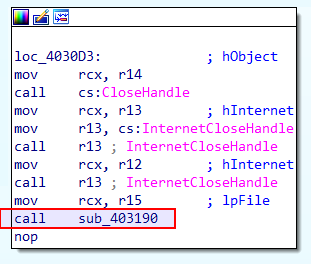 loc_4030D3: ; hObject
mov rcx, r14
call cs:CloseHandle
mov rcx, r13 ; hInternet
mov r13, cs:InternetCloseHandle
call r13 ; InternetCloseHandle
mov rcx, r12 ; hInternet
call r13 ; InternetCloseHandle
mov rcx, r15 ; lpFile
call sub_403190
nop